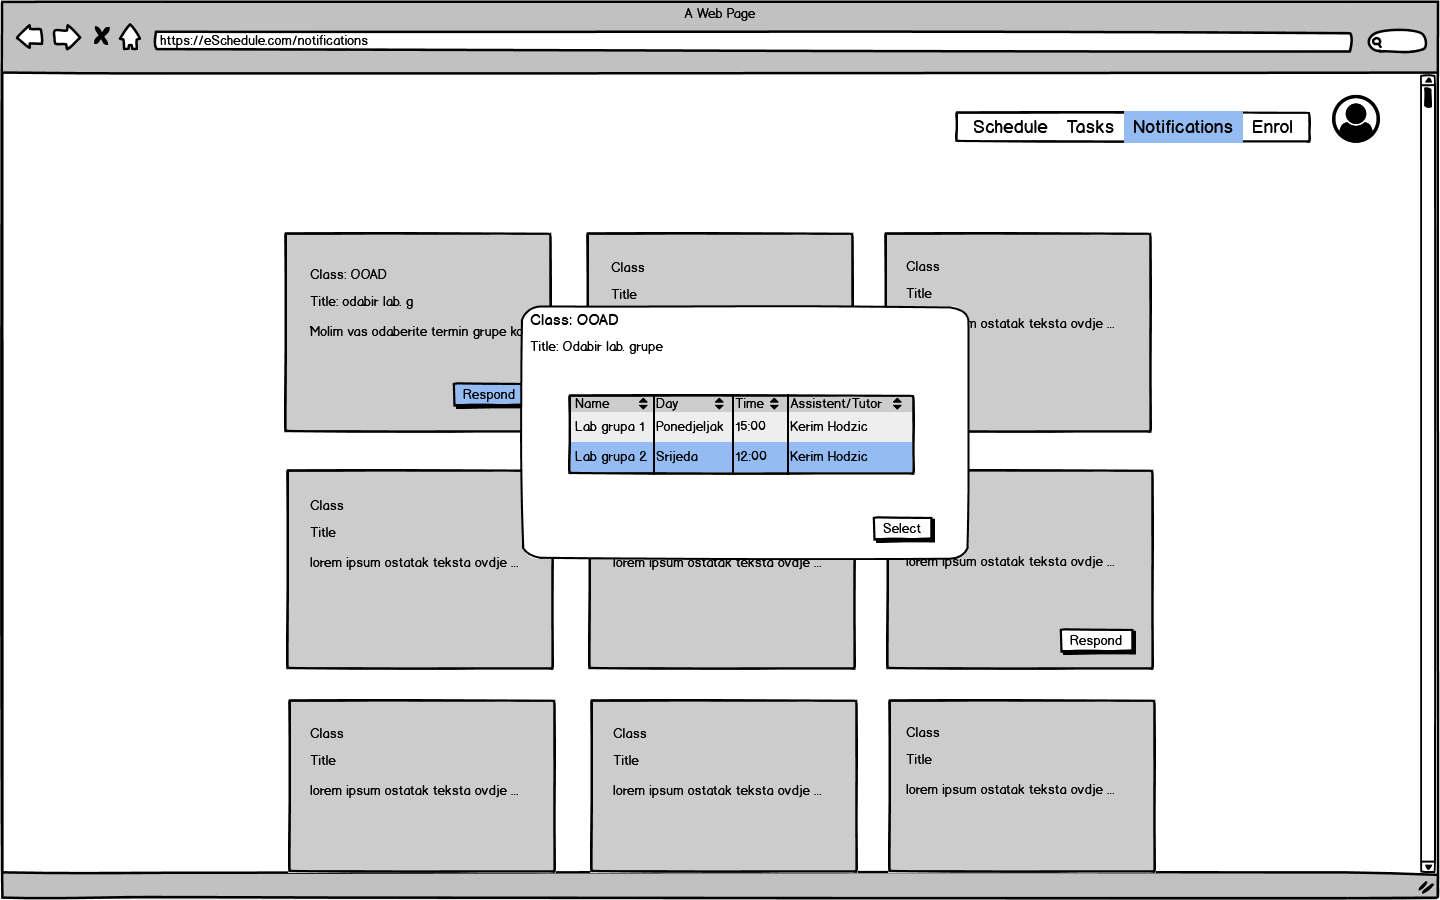 A Web Page
https://eSchedule.com/notifications
Schedule Tasks Notifications Enrol
Class: OOAD
Title: odabir lab. g
Molim vas odaberite termin grupe
Respond
Class
Title
Class
Title
ostatak teksta ovdje ...
Class: OOAD
Title: Odabir lab. grupe
Name Day Time Assistent/Tutor
Lab grupa 1 Ponedjeljak 15:00 Kerim Hodzic
Lab grupa 2 Srijeda 12:00 Kerim Hodzic
Select
Class
Title
lorem ipsum ostatak teksta ovdje ...
lorem ipsum ostatak teksta ovdje ...
lorem ipsum ostatak teksta ovdje ...
Respond
Class
Title
lorem ipsum ostatak teksta ovdje ...
Class
Title
lorem ipsum ostatak teksta ovdje ...
Class
Title
lorem ipsum ostatak teksta ovdje ...